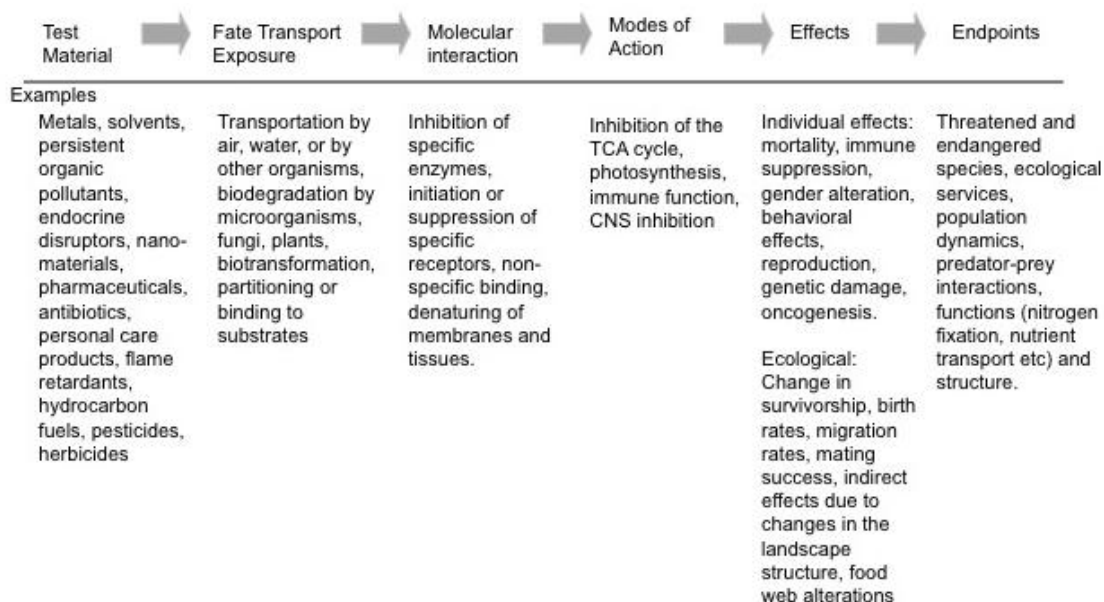 Test
Material
Fate Transport
Exposure
Molecular
interaction
Modes of
Action
Effects
Endpoints
Examples
Metals, solvents,
persistent
organic
pollutants,
endocrine
disruptors, nano-
materials,
pharmaceuticals,
antibiotics,
personal care
products, flame
retardants,
hydrocarbon
fuels, pesticides,
herbicides
Transportation by
air, water, or by
other organisms,
biodegradation by
microorganisms,
fungi, plants,
biotransformation,
partitioning or
binding to
substrates
Inhibition of
specific
enzymes,
initiation or
suppression of
specific
receptors, non-
specific binding,
denaturing of
membranes and
tissues.
Inhibition of the
TCA cycle,
photosynthesis,
immune function,
CNS inhibition
Individual effects:
mortality, immune
suppression,
gender alteration,
behavioral
effects,
reproduction,
genetic damage,
oncogenesis.
Ecological:
Change in
survivorship, birth
rates, migration
rates, mating
success, indirect
effects due to
changes in the
landscape
structure, food
web alterations
Threatened and
endangered
species, ecological
services,
population
dynamics,
predator-prey
interactions,
functions (nitrogen
fixation, nutrient
transport etc) and
structure.